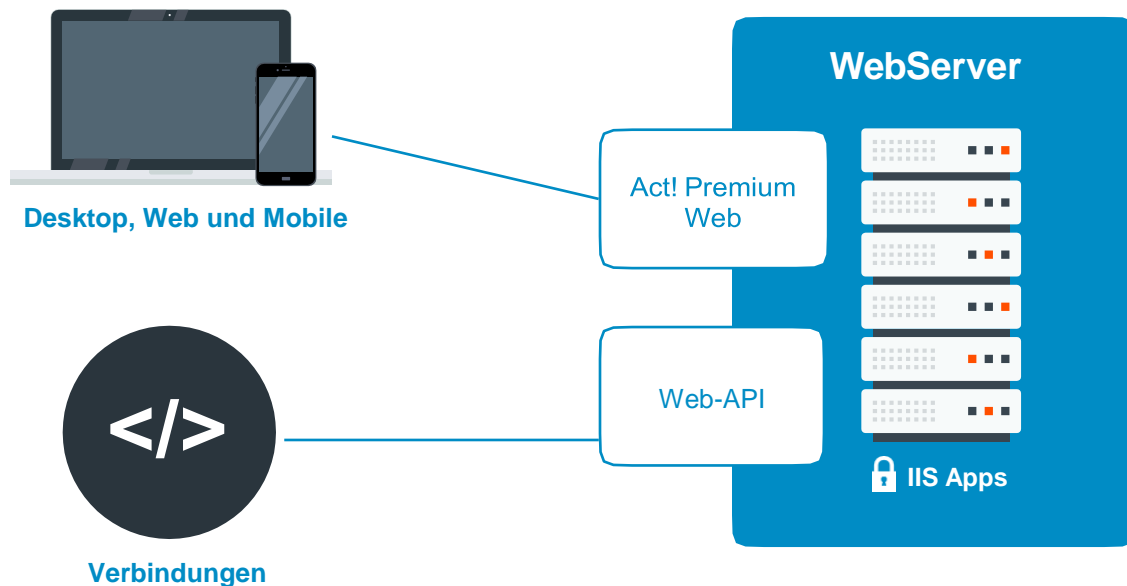 WebServer
Act! Premium
Web
Desktop, Web und Mobile
Web-API
</>
IIS Apps
Verbindungen